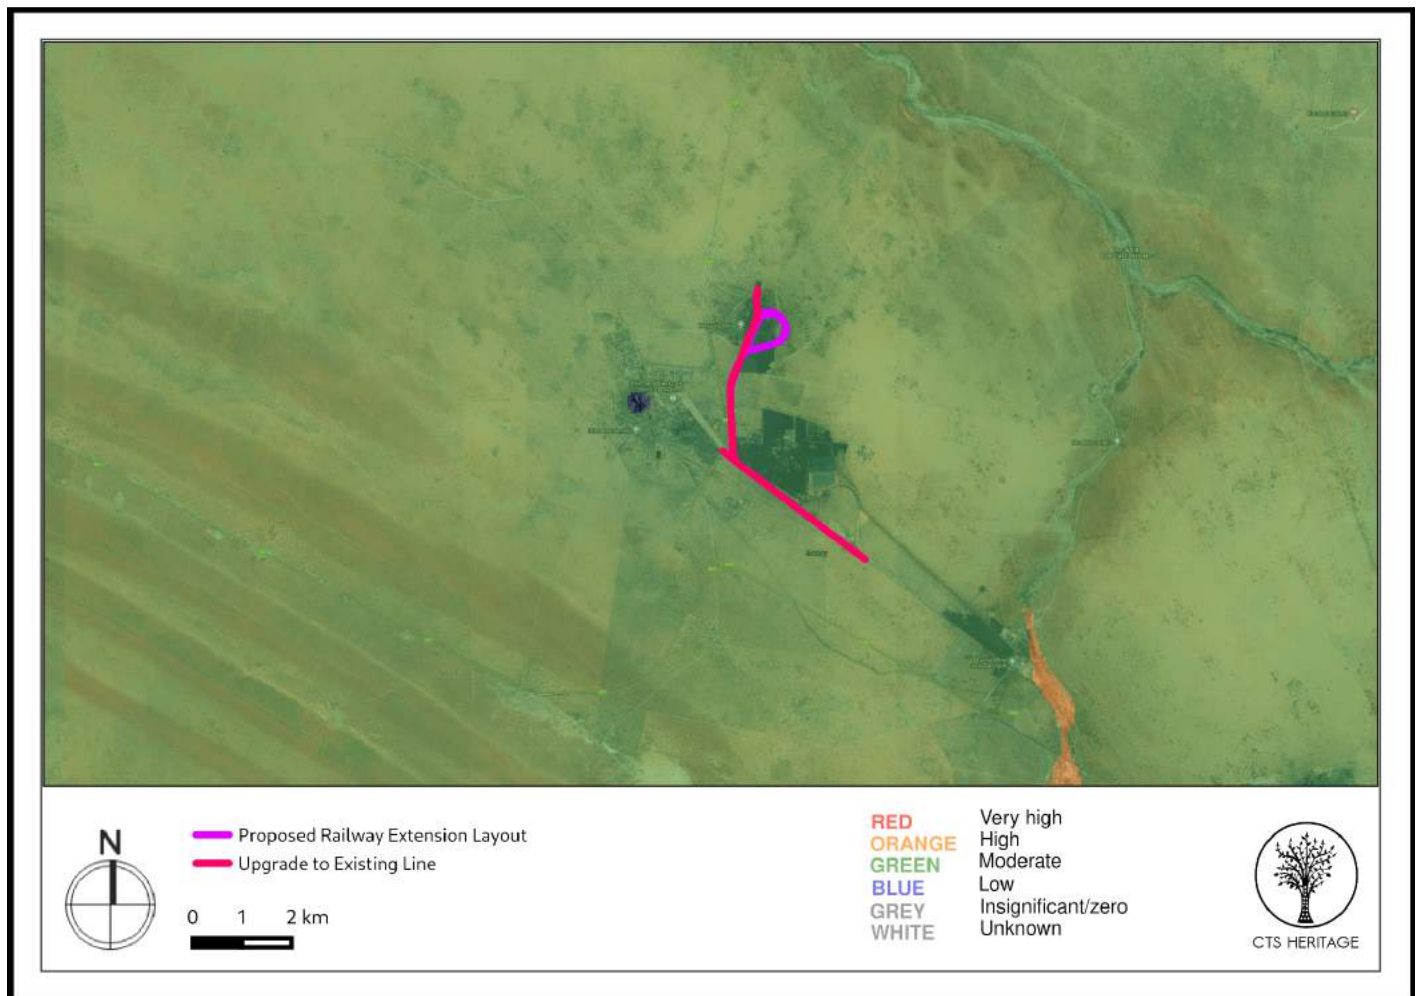 N
Proposed Railway Extension Layout
Upgrade to Existing Line
0 1 2 km
RED Very high
ORANGE High
GREEN Moderate
BLUE Low
GREY Insignificant/zero
WHITE Unknown
CTS HERITAGE